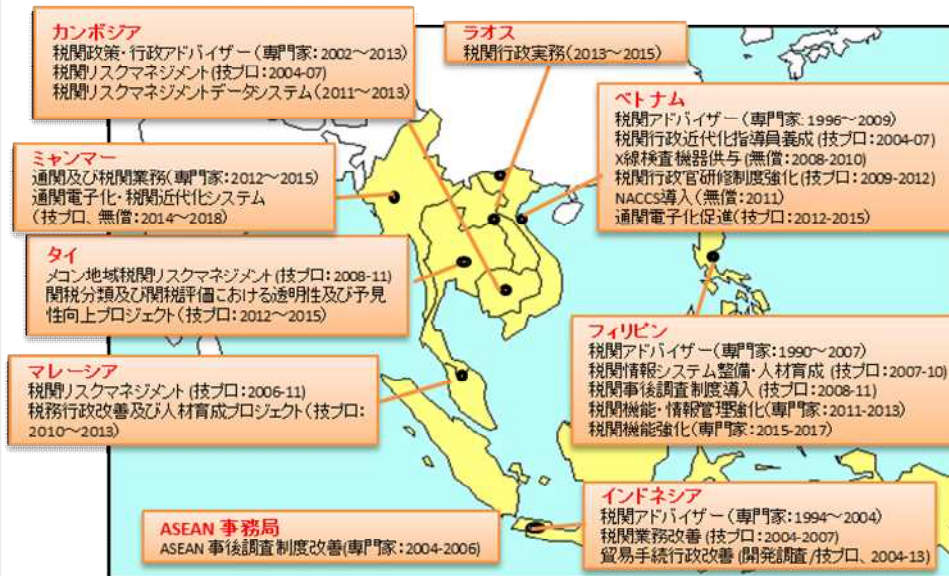 カンボジア
税関政策・行政アドバイザー(専門家:2002～2013)
税関リスクマネジメント(技プロ:2004-07)
税関リスクマネジメントデータシステム(2011～2013)
ラオス
税関行政実務(2013～2015)
ベトナム
税関アドバイザー(専門家:1996～2009)
税関行政近代化指導員養成(技プロ:2004-07)
X線検査機器供与(無償:2008-2010)
税関行政官研修制度強化(技プロ:2009-2012)
NACCS導入(無償:2011)
通関電子化促進(技プロ:2012-2015)
ミャンマー
通関及び税関業務(専門家:2012～2015)
通関電子化・税関近代化システム
(技プロ、無償:2014～2018)
タイ
メコン地域税関リスクマネジメント(技プロ:2008-11)
関税分類及び関税評価における透明性及び予見
性向上プロジェクト(技プロ:2012～2015)
マレーシア
税関リスクマネジメント(技プロ:2006-11)
税務行政改善及び人材育成プロジェクト(技プロ:
2010～2013)
フィリピン
税関アドバイザー(専門家:1990～2007)
税関情報システム整備・人材育成(技プロ:2007-10)
税関事後調査制度導入(技プロ:2008-11)
税関機能・情報管理強化(専門家:2011-2013)
税関機能強化(専門家:2015-2017)
ASEAN 事務局
ASEAN 事後調査制度改善(専門家:2004-2006)
インドネシア
税関アドバイザー(専門家:1994～2004)
税関業務改善(技プロ:2004-2007)
貿易手続行政改善(開発調査/技プロ、2004-13)